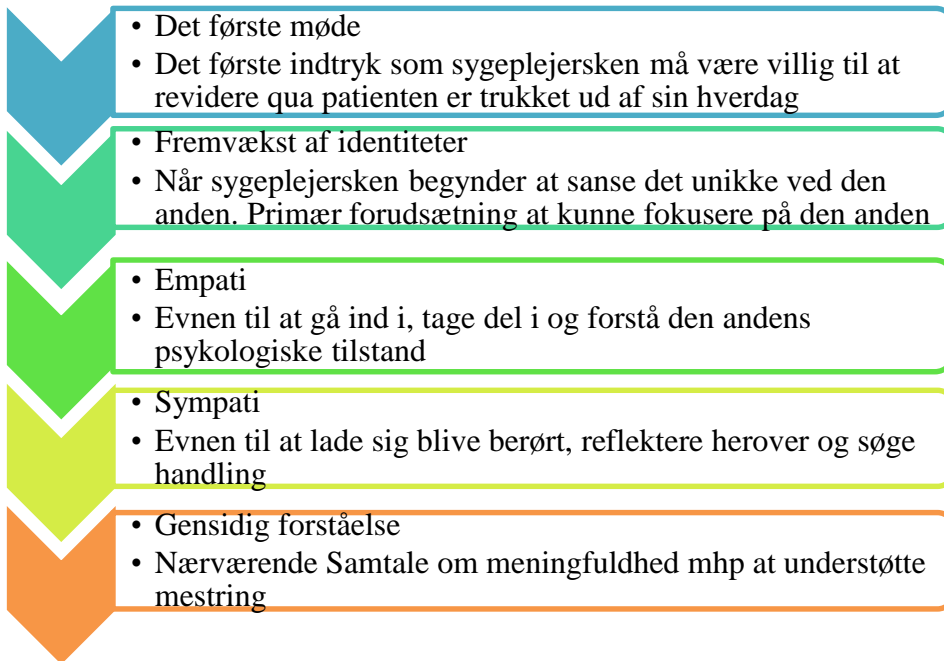 • Det første møde
• Det første indtryk som sygeplejersken må være villig til at
revidere qua patienten er trukket ud af sin hverdag
• Fremvækst af identiteter
• Når sygeplejersken begynder at sanse det unikke ved den
anden. Primær forudsætning at kunne fokusere på den anden
• Empati
• Evnen til at gå ind i, tage del i og forstå den andens
psykologiske tilstand
• Sympati
• Evnen til at lade sig blive berørt, reflektere herover og søge
handling
• Gensidig forståelse
• Nærværende Samtale om meningfuldhed mhp at understøtte
mestring